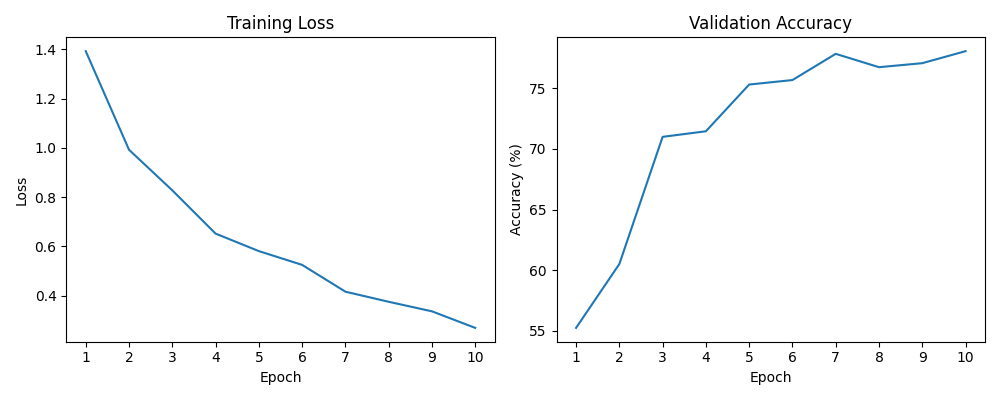 Training Loss
1.4
1.2
1.0
0.8
0.6
0.4
Loss
1 2 3 4 5 6 7 8 9 10
Epoch
Validation Accuracy
75
70
65
60
55
Accuracy (%)
1 2 3 4 5 6 7 8 9 10
Epoch